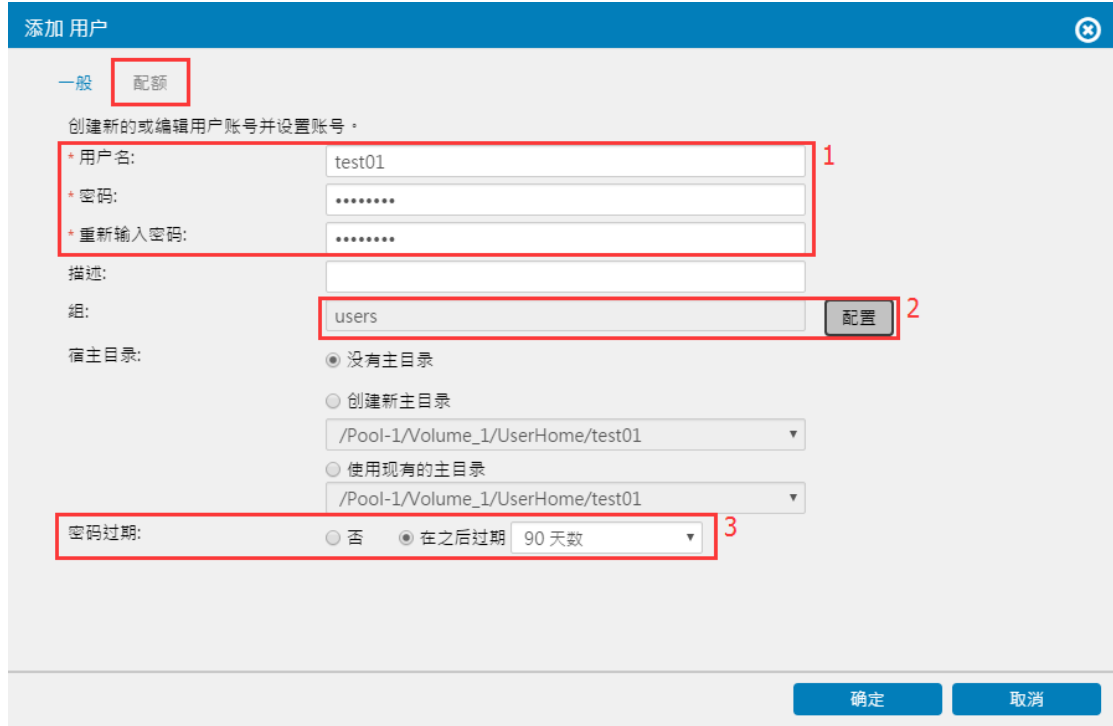 添加 用户
一般 配额
创建新的或编辑用户账号并设置账号。
* 用户名: test01 1
* 密码: ••••••••
* 重新输入密码: ••••••••
描述:
组: users 配置 2
宿主目录: 没有主目录
创建新主目录
/Pool-1/Volume_1/UserHome/test01
使用现有的主目录
/Pool-1/Volume_1/UserHome/test01
密码过期: 否 在之后过期 90 天数 3
确定 取消